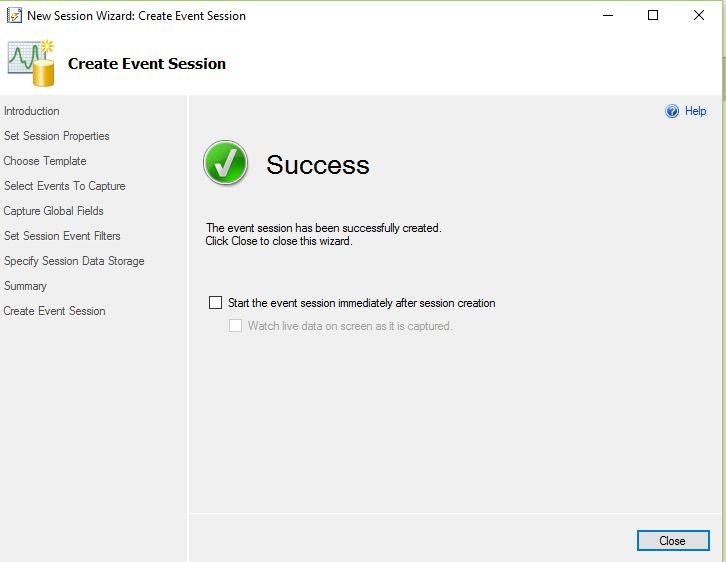 New Session Wizard: Create Event Session
Create Event Session
Introduction
Set Session Properties
Choose Template
Select Events To Capture
Capture Global Fields
Set Session Event Filters
Specify Session Data Storage
Summary
Create Event Session
Help
Success
The event session has been successfully created.
Click Close to close this wizard.
Start the event session immediately after session creation
Watch live data on screen as it is captured.
Close